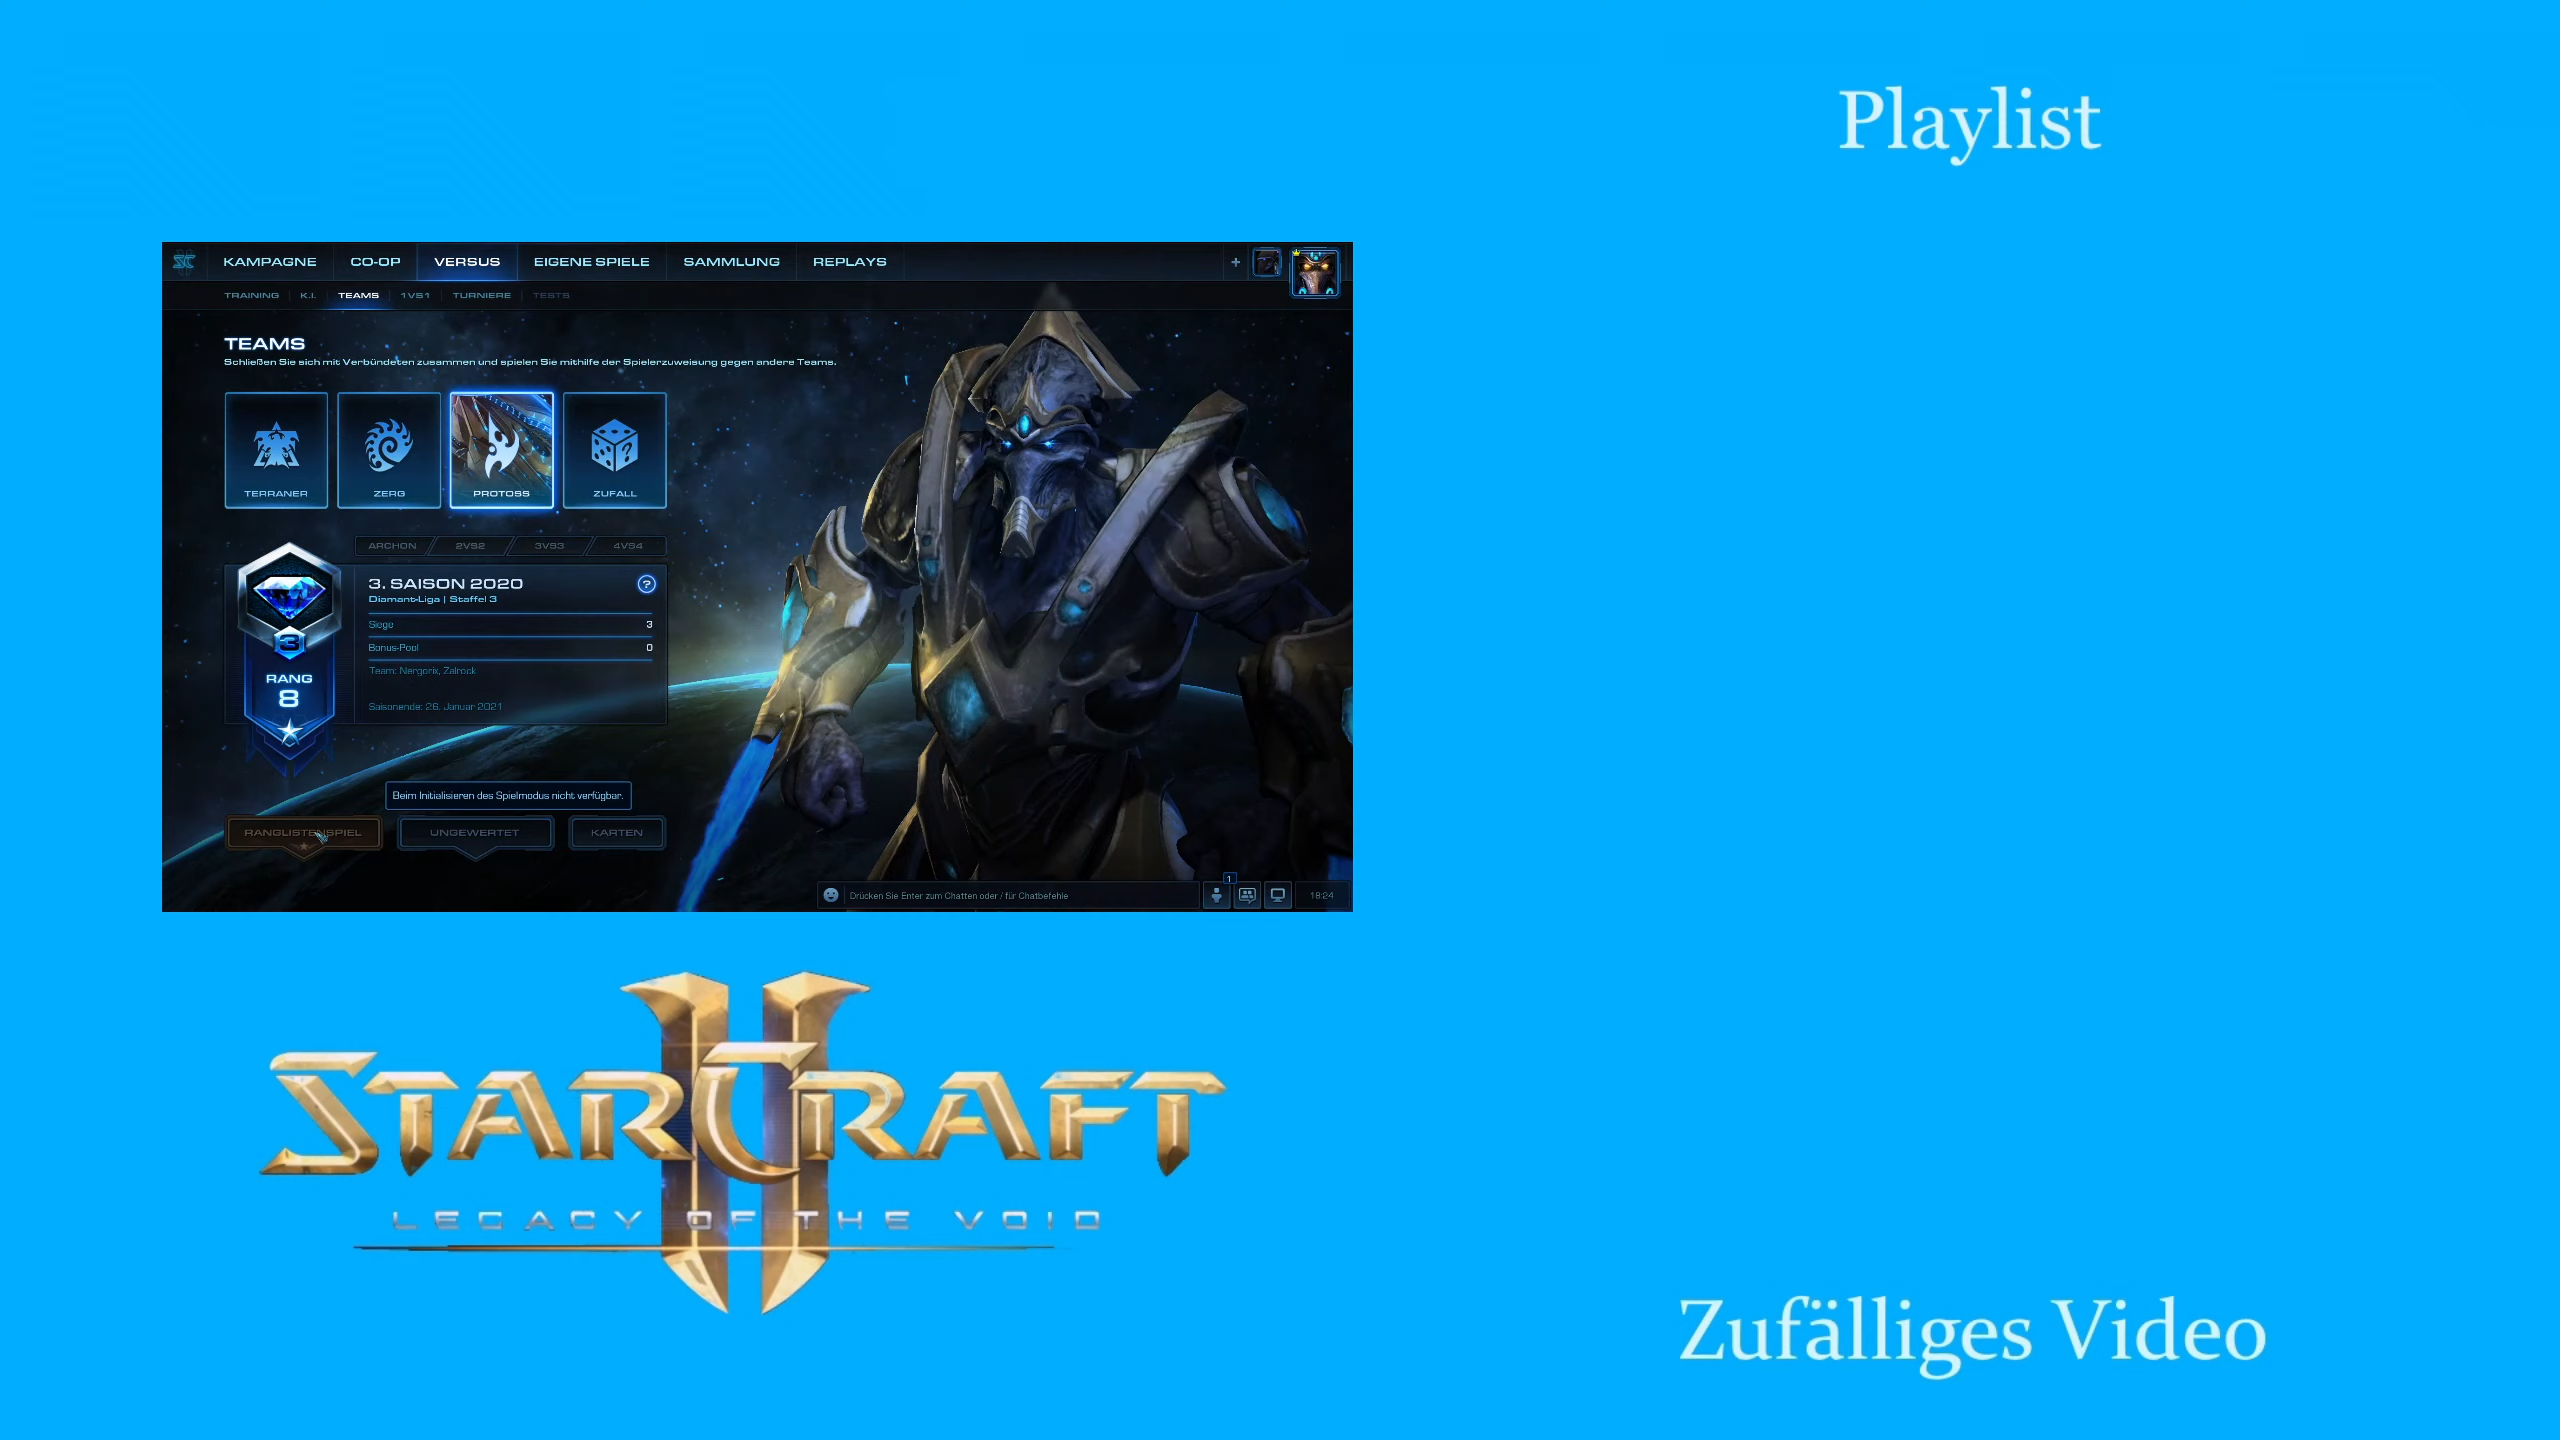 Playlist
KAMPAGNE CO-OP VERSUS EIGENE SPIELE SAMMLUNG REPLAYS +
TRAINING K.I. TEAMS 1VS1 TURNIERE TESTS
TEAMS
Schließen Sie sich mit Verbündeten zusammen und spielen Sie mithilfe der Spielerzuweisung gegen andere Teams.
TERRANER ZERG PROTOSS ZUFALL
ARCHON 2VS2 3VS3 4VS4
3. SAISON 2020 ?
Diamant-Liga | Staffel 3
Siege 3
3
Bonus-Pool 0
Team: Nergorix, Zalrock
RANG
8
Saisonende: 26. Januar 2021
Beim Initialisieren des Spielmodus nicht verfügbar.
RANGLISTENSPIEL UNGEWERTET KARTEN
1
Drücken Sie Enter zum Chatten oder / für Chatbefehle 18:24
STARCRAFT
II
LEGACY OF THE VOID
Zufälliges Video